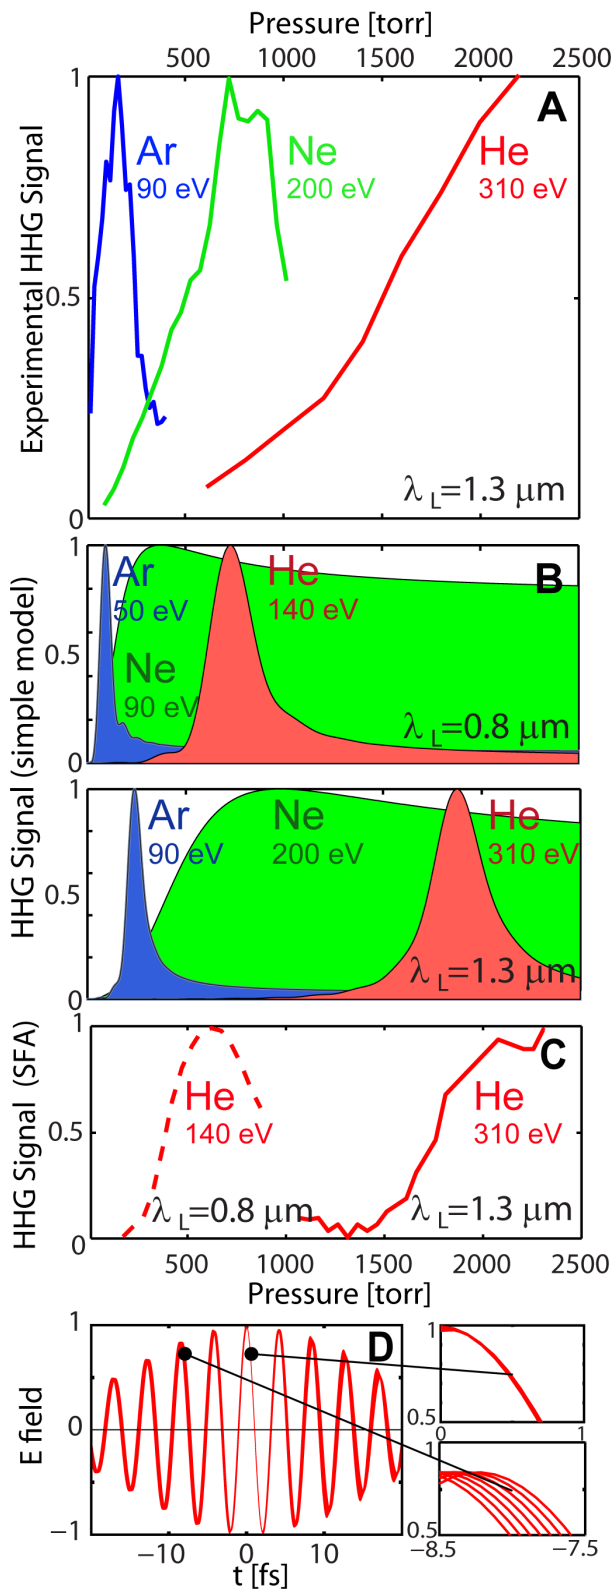 Pressure [torr]
500 1000 1500 2000 2500
1
A
Ar
90 eV
Ne
200 eV
He
310 eV
0.5
Experimental HHG Signal
λ L=1.3 μm
0
1
B
Ar
50 eV
He
140 eV
0.5
Ne
90 eV
λ L=0.8 μm
0
HHG Signal (simple model)
1
Ar
90 eV
Ne
200 eV
He
310 eV
0.5
λ L=1.3 μm
0
1
C
He
140 eV
He
310 eV
0.5
HHG Signal (SFA)
λ L=0.8 μm
λ L=1.3 μm
0
500 1000 1500 2000 2500
Pressure [torr]
1
D
0
E field
−1
−10 0 10
t [fs]
1
0.5
0 1
1
0.5
−8.5 −7.5